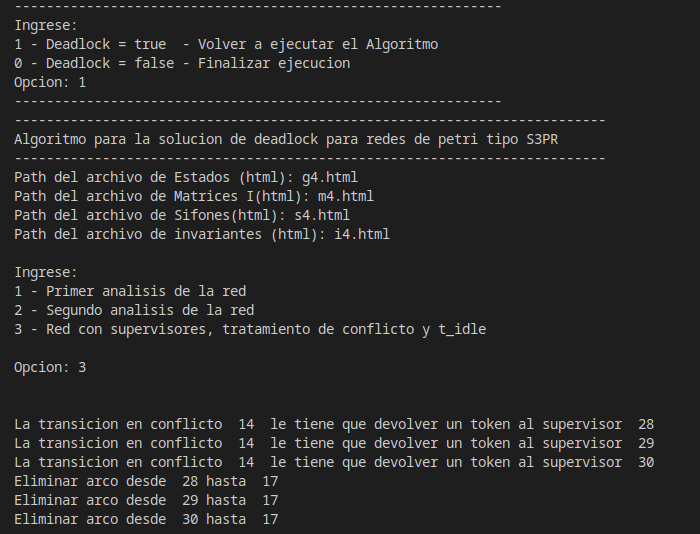 -------------------------------------------------------------
Ingrese:
1 - Deadlock = true  - Volver a ejecutar el Algoritmo
0 - Deadlock = false - Finalizar ejecucion
Opcion: 1
-------------------------------------------------------------
--------------------------------------------------------------------------
Algoritmo para la solucion de deadlock para redes de petri tipo S3PR
--------------------------------------------------------------------------
Path del archivo de Estados (html): g4.html
Path del archivo de Matrices I(html): m4.html
Path del archivo de Sifones(html): s4.html
Path del archivo de invariantes (html): i4.html
Ingrese:
1 - Primer analisis de la red
2 - Segundo analisis de la red
3 - Red con supervisores, tratamiento de conflicto y t_idle
Opcion: 3
La transicion en conflicto  14  le tiene que devolver un token al supervisor  28
La transicion en conflicto  14  le tiene que devolver un token al supervisor  29
La transicion en conflicto  14  le tiene que devolver un token al supervisor  30
Eliminar arco desde  28 hasta  17
Eliminar arco desde  29 hasta  17
Eliminar arco desde  30 hasta  17